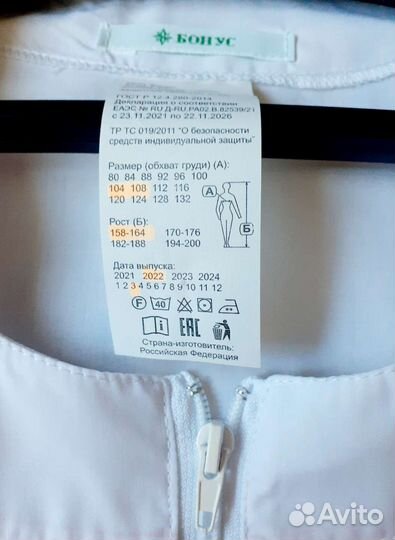 БОНУС
ГОСТ Р 12.4.280-2014
Декларация о соответствии
ЕАЭС № RU Д-RU.РА02.В.82539/21
с 23.11.2021 по 22.11.2026
ТР ТС 019/2011 "О безопасности
средств индивидуальной защиты"
Размер (обхват груди) (А):
80 84 88 92 96 100
104 108 112 116
120 124 128 132
А
Рост (Б):
158-164 170-176
182-188 194-200
Б
Дата выпуска:
2021 2022 2023 2024
1 2 3 4 5 6 7 8 9 10 11 12
F 40
EAC
Страна-изготовитель:
Российская Федерация
Avito